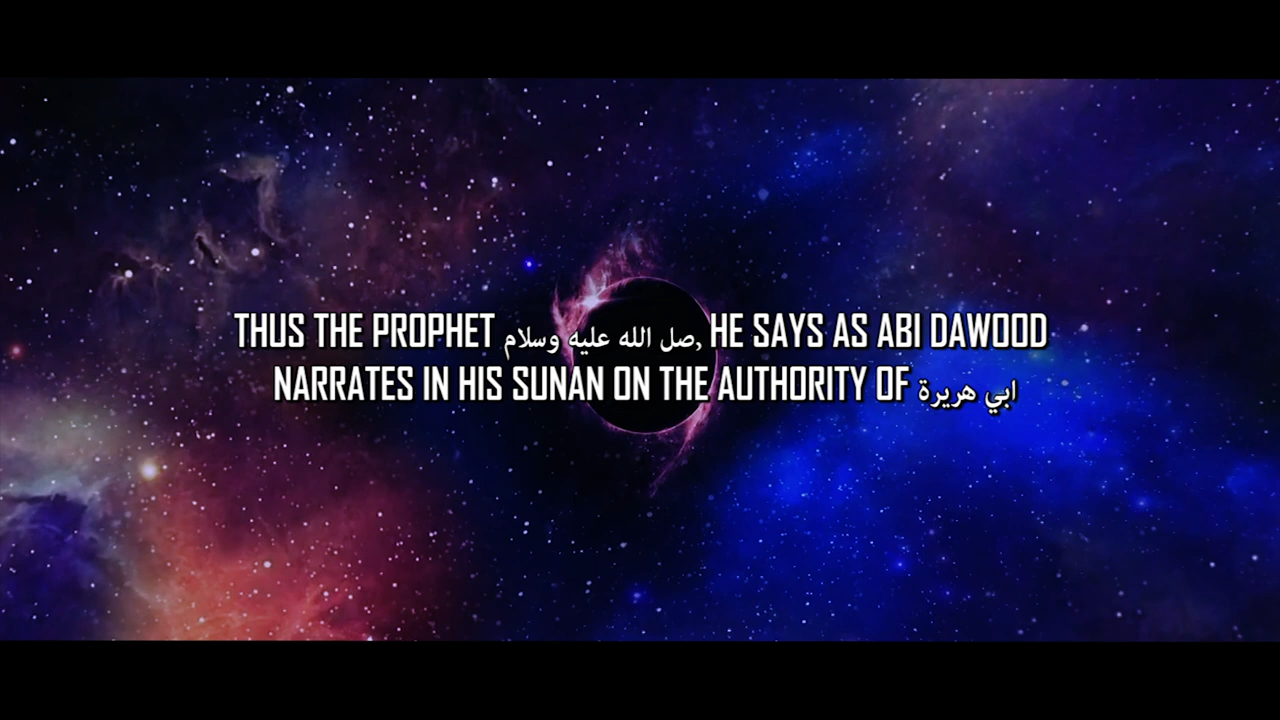 THUS THE PROPHET صل الله عليه وسلام, HE SAYS AS ABI DAWOOD
NARRATES IN HIS SUNAN ON THE AUTHORITY OF ابي هريرة